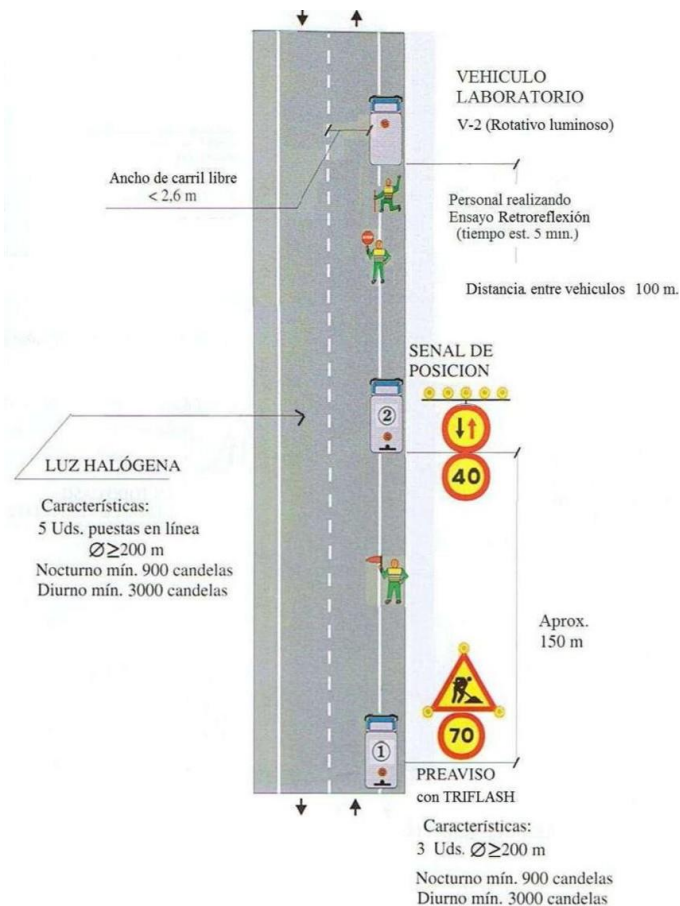 VEHICULO
LABORATORIO
V-2 (Rotativo luminoso)
Ancho de carril libre
< 2,6 m
Personal realizando
Ensayo Retroreflexión
(tiempo est. 5 min.)
Distancia entre vehiculos 100 m.
SENAL DE
POSICION
2
40
LUZ HALÓGENA
Características:
5 Uds. puestas en línea
Ø≥200 m
Nocturno mín. 900 candelas
Diurno mín. 3000 candelas
Aprox.
150 m
70
1
PREAVISO
con TRIFLASH
Características:
3 Uds. Ø≥200 m
Nocturno mín. 900 candelas
Diurno mín. 3000 candelas